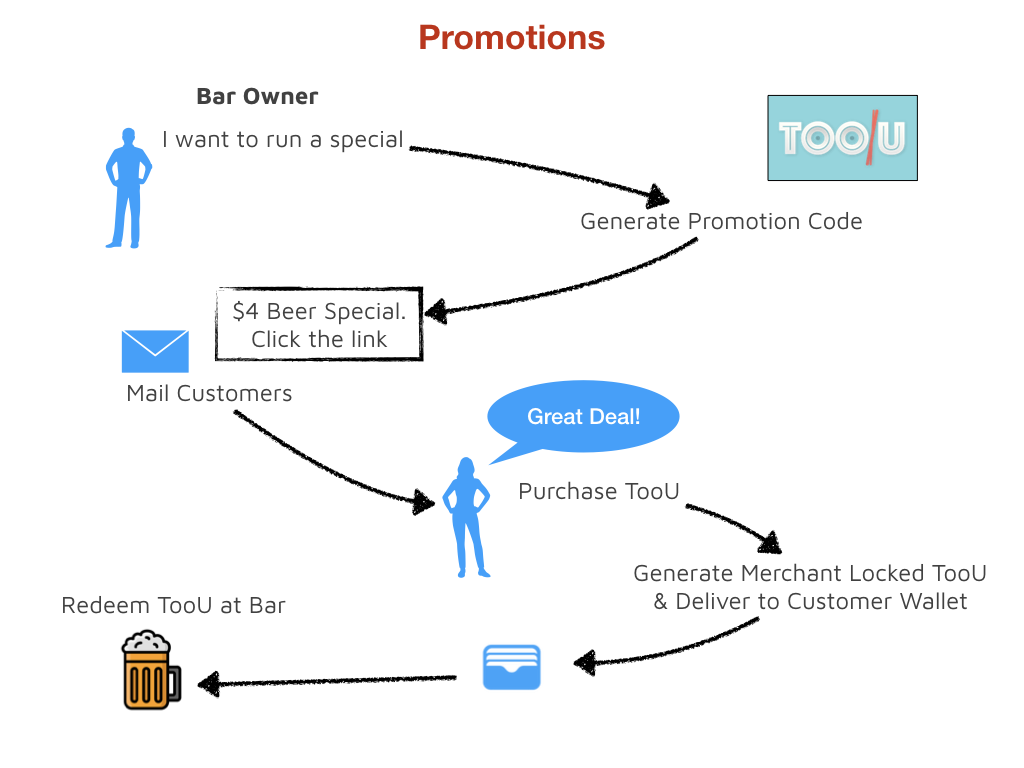 Promotions
Bar Owner
I want to run a special
TOO/U
Generate Promotion Code
$4 Beer Special.
Click the link
Mail Customers
Great Deal!
Purchase TooU
Generate Merchant Locked TooU
& Deliver to Customer Wallet
Redeem TooU at Bar